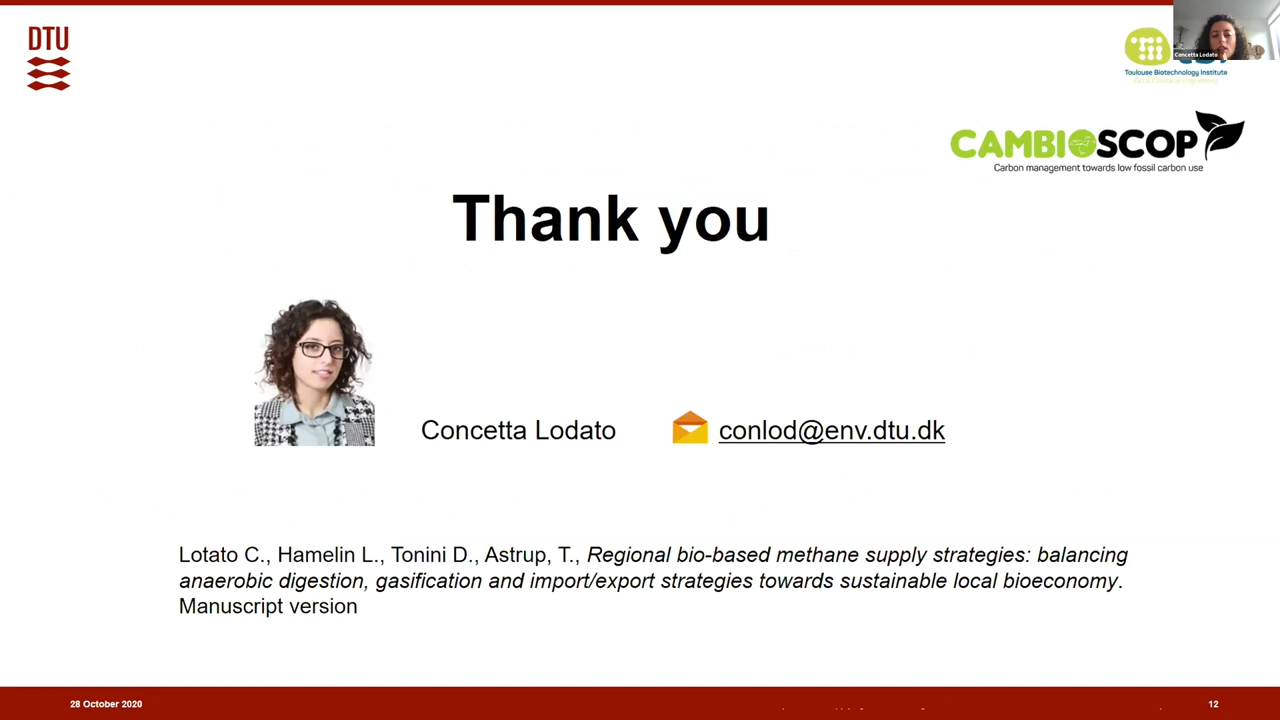 DTU
Concetta Lodato
Toulouse Biotechnology Institute
CAMBIOSCOP
Carbon management towards low fossil carbon use
Thank you
Concetta Lodato
conlod@env.dtu.dk
Lotato C., Hamelin L., Tonini D., Astrup, T., Regional bio-based methane supply strategies: balancing
anaerobic digestion, gasification and import/export strategies towards sustainable local bioeconomy.
Manuscript version
28 October 2020
12